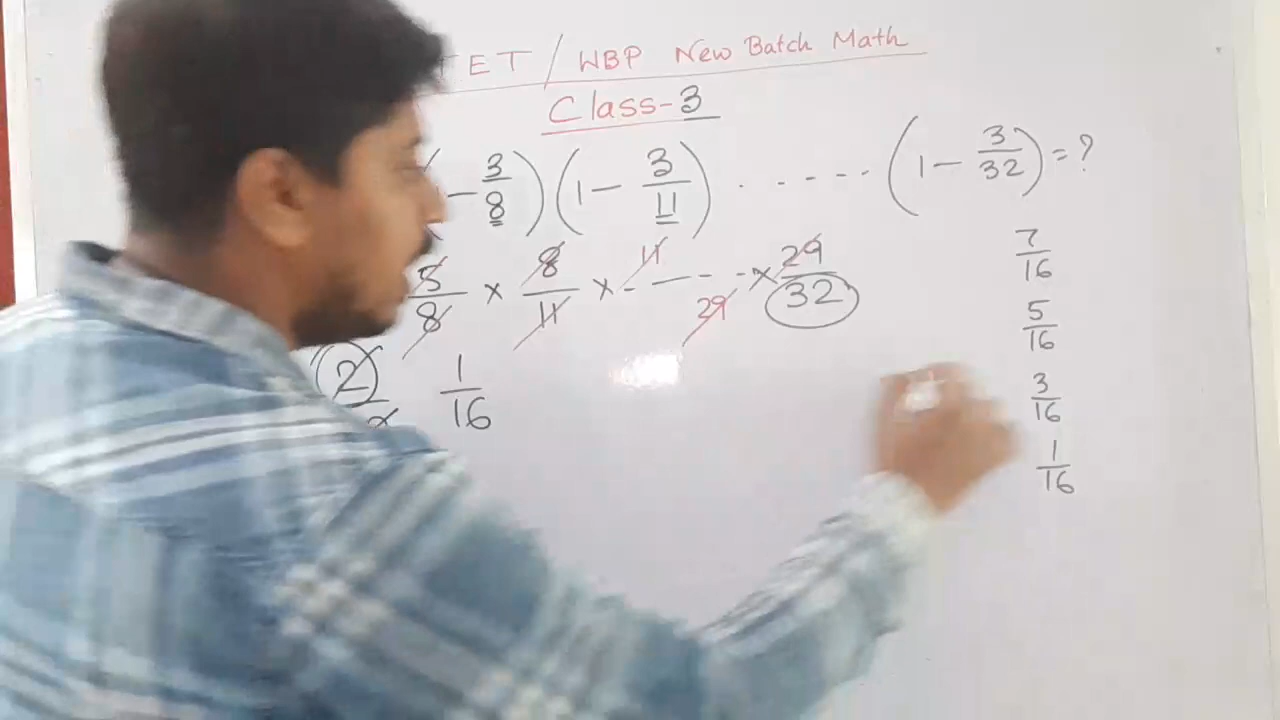 TET / WBP New Batch Math
Class-3
- 3/8) (1 - 3/11) . - - - - - (1 - 3/32) = ?
5/8 × 8/11 × 11 - — - - 29 × 29/32
2 1/16
7/16
5/16
3/16
1/16